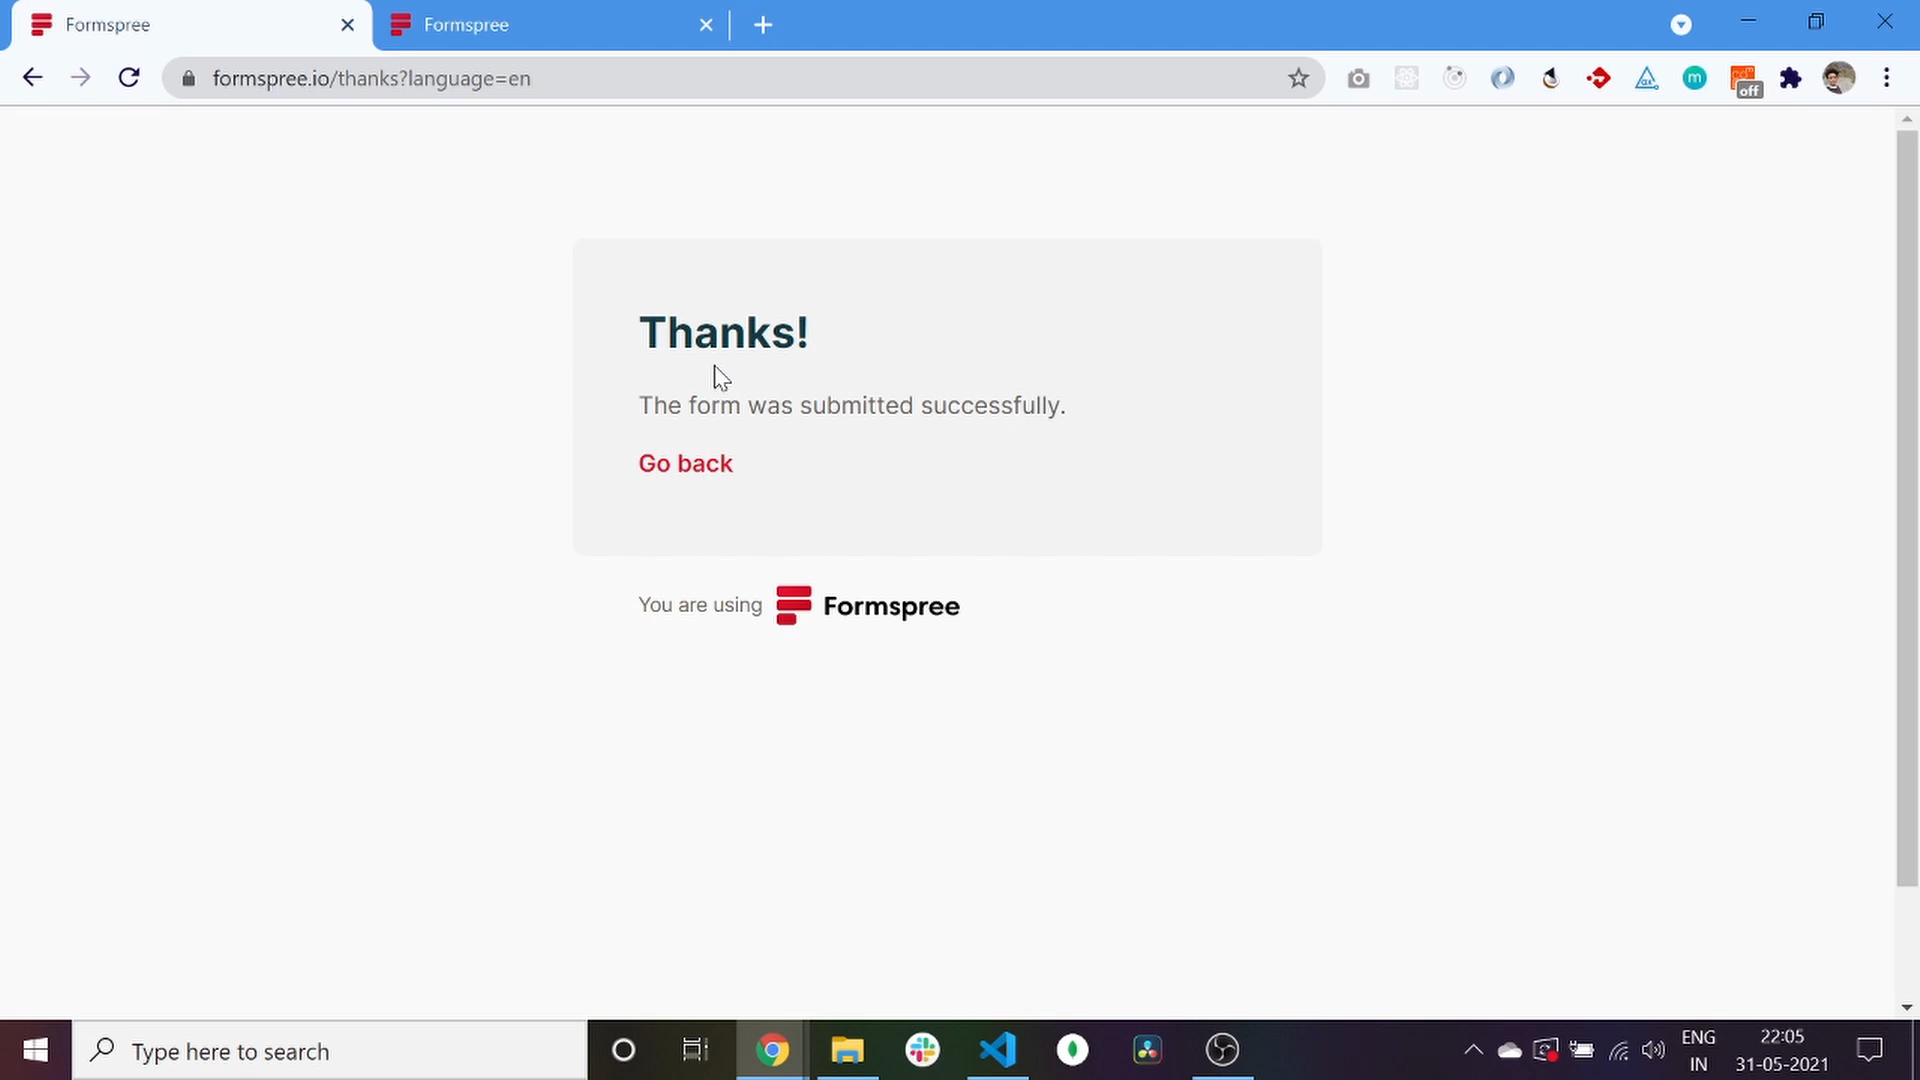 Formspree
Formspree
formspree.io/thanks?language=en
m
off
Thanks!
The form was submitted successfully.
Go back
You are using Formspree
Type here to search
ENG
IN
22:05
31-05-2021